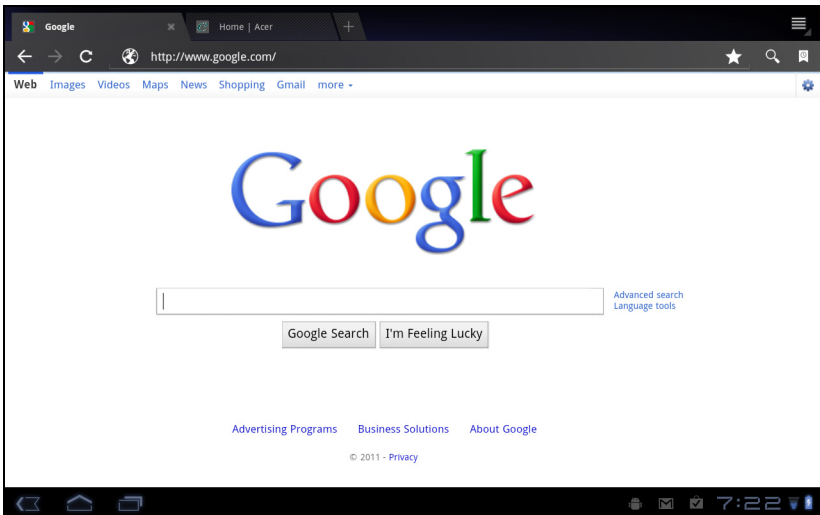 Google
Home | Acer
http://www.google.com/
Web Images Videos Maps News Shopping Gmail more
Google
Advanced search
Language tools
Google Search I'm Feeling Lucky
Advertising Programs Business Solutions About Google
© 2011 - Privacy
7:22